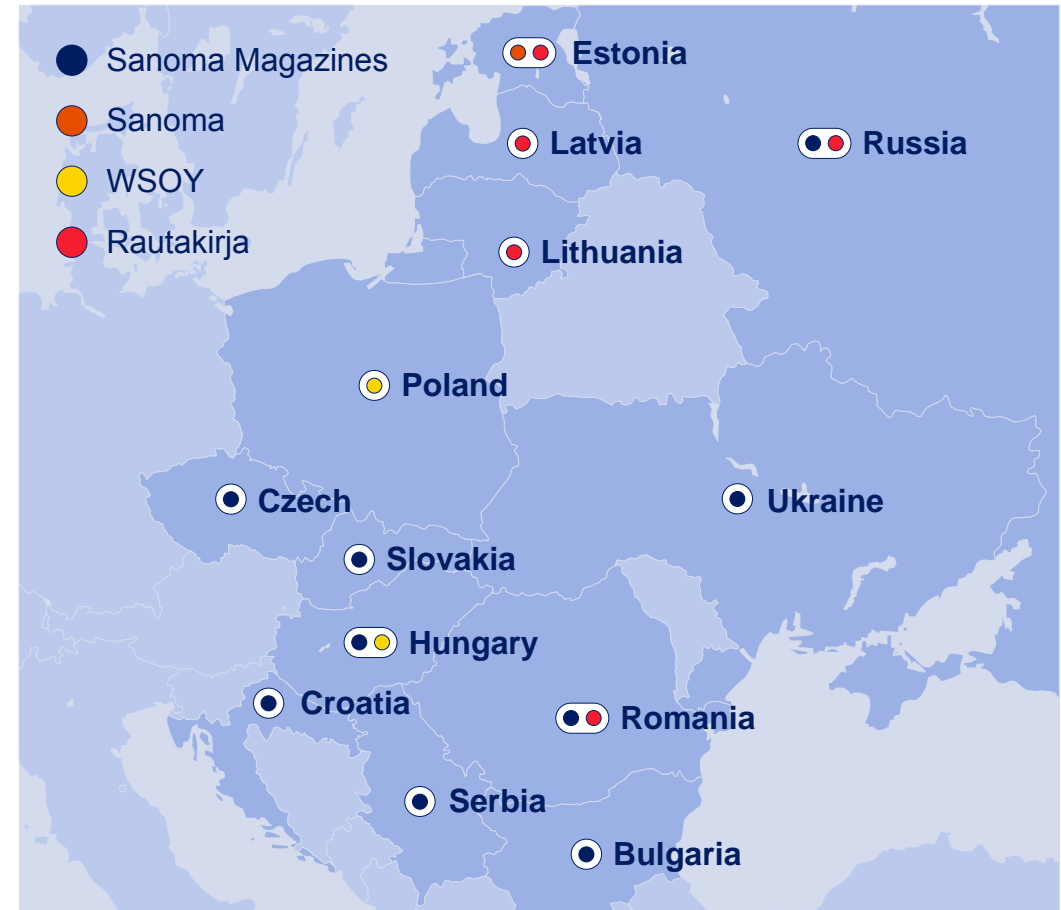 Sanoma Magazines
Sanoma
WSOY
Rautakirja
Estonia
Latvia
Russia
Lithuania
Poland
Czech
Ukraine
Slovakia
Hungary
Croatia
Romania
Serbia
Bulgaria